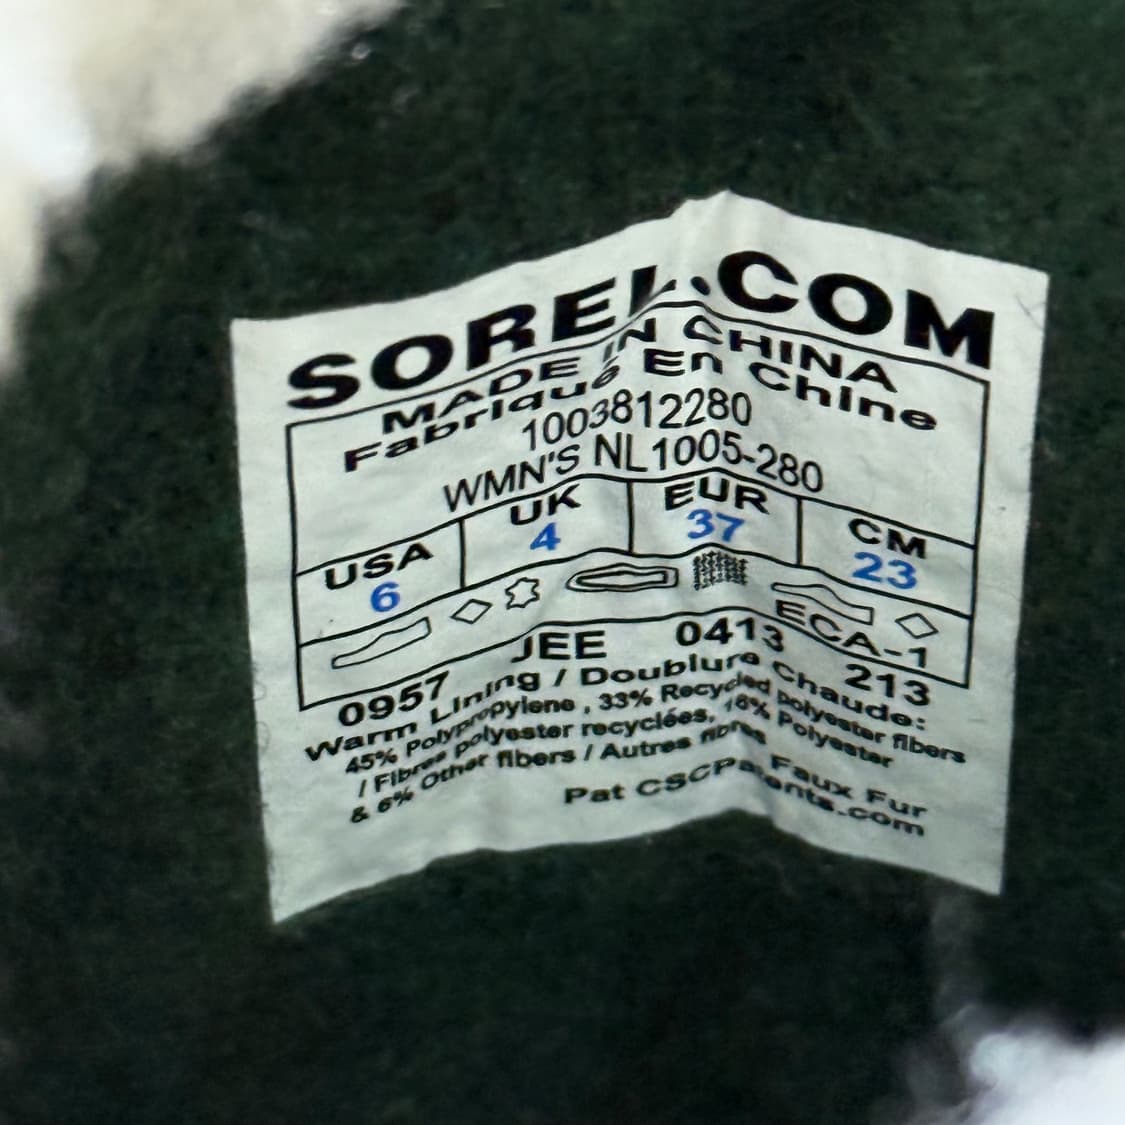 SOREL.COM
MADE IN CHINA
Fabriqué En Chine
1003812280
WMN'S NL1005-280
USA UK EUR CM
6 4 37 23
ECA-1
0957 JEE 0413 213
Warm Lining / Doublure Chaude:
45% Polypropylene , 33% Recycled polyester fibers
/ Fibres polyester recyclées, 16% Polyester
& 6% Other fibers / Autres fibres Faux Fur
Pat CSCPatents.com